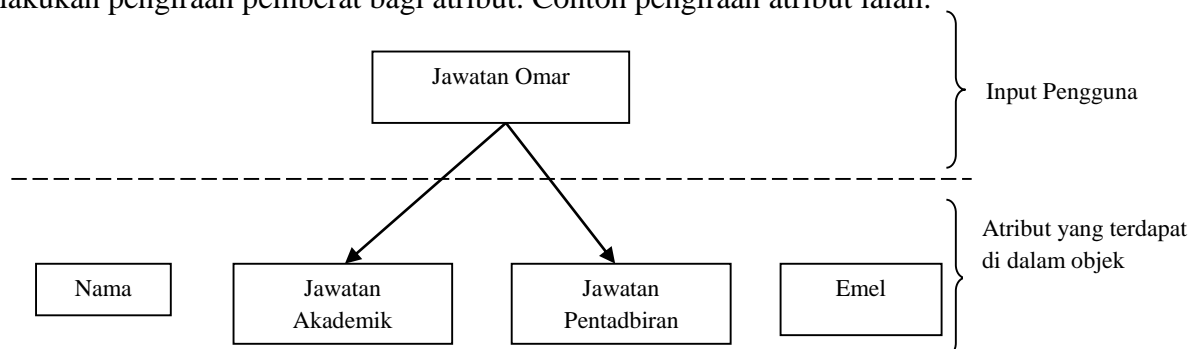 lakukan pengiraan pemberat bagi atribut. Contoh pengiraan atribut ialah:
Jawatan Omar
Input Pengguna
Atribut yang terdapat
di dalam objek
Nama
Jawatan
Akademik
Jawatan
Pentadbiran
Emel